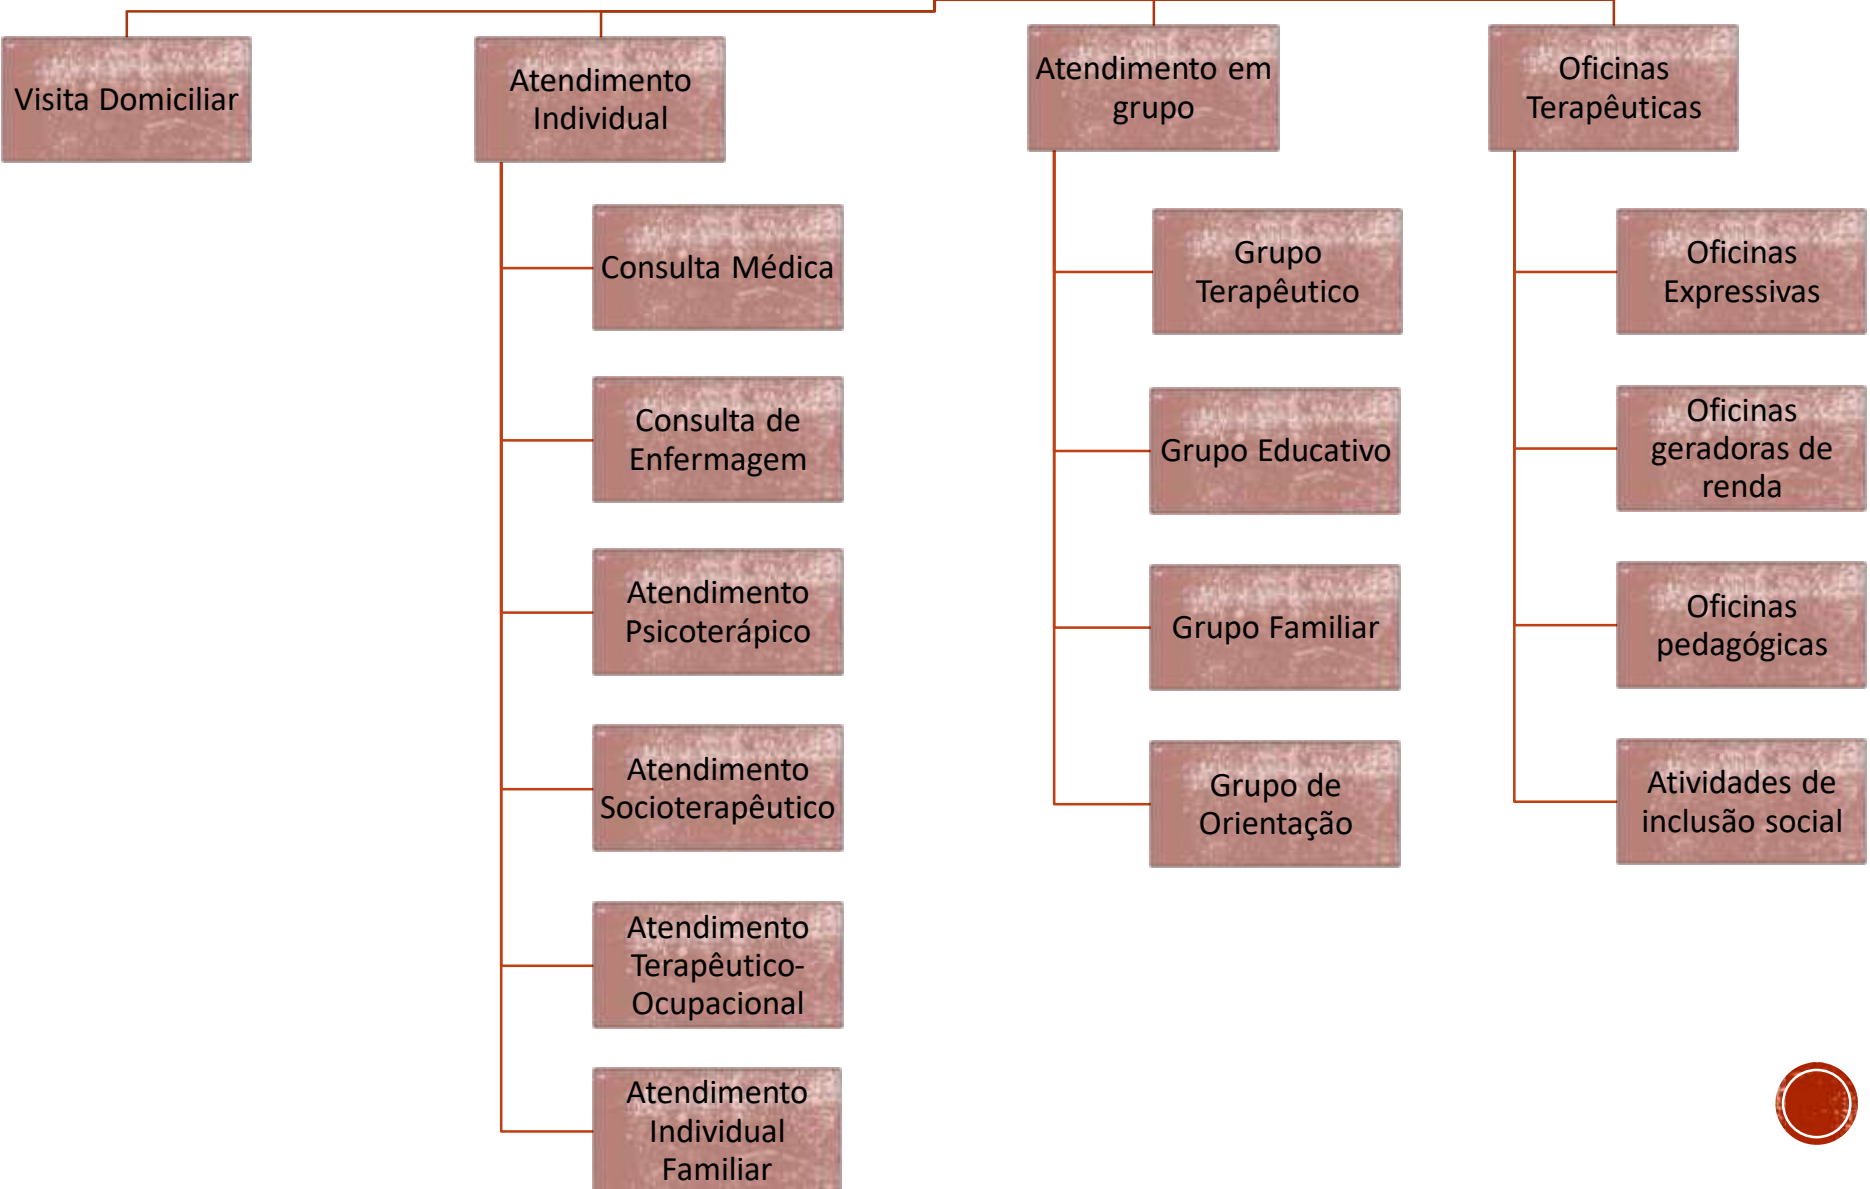 Visita Domiciliar
Atendimento
Individual
Consulta Médica
Consulta de
Enfermagem
Atendimento
Psicoterápico
Atendimento
Socioterapêutico
Atendimento
Terapêutico-
Ocupacional
Atendimento
Individual
Familiar
Atendimento em
grupo
Grupo
Terapêutico
Grupo Educativo
Grupo Familiar
Grupo de
Orientação
Oficinas
Terapêuticas
Oficinas
Expressivas
Oficinas
geradoras de
renda
Oficinas
pedagógicas
Atividades de
inclusão social